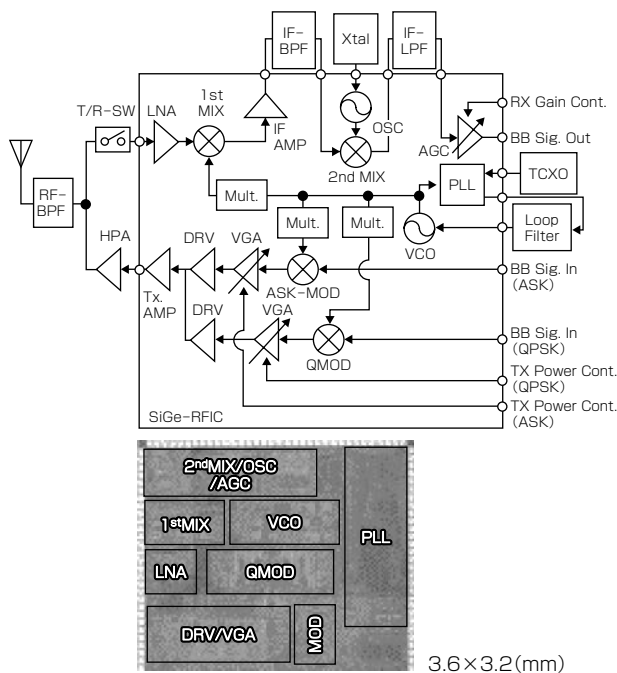 IF-
BPF
Xtal
IF-
LPF
1st
MIX
T/R-SW
LNA
IF
AMP
OSC
2nd MIX
AGC
RX Gain Cont.
BB Sig. Out
PLL
TCXO
RF-
BPF
Mult.
Mult.
Mult.
VCO
Loop
Filter
HPA
DRV
VGA
Tx.
AMP
ASK-MOD
BB Sig. In
(ASK)
DRV
VGA
QMOD
BB Sig. In
(QPSK)
TX Power Cont.
(QPSK)
TX Power Cont.
(ASK)
SiGe-RFIC
2ndMIX/OSC
/AGC
1stMIX
VCO
PLL
LNA
QMOD
DRV/VGA
MOD
3.6×3.2(mm)